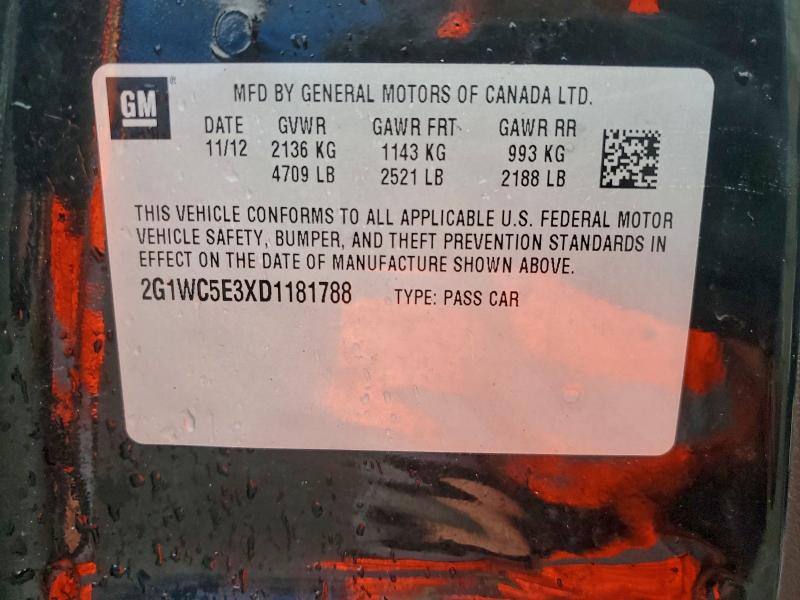 GM®
MFD BY GENERAL MOTORS OF CANADA LTD.
DATE GVWR GAWR FRT GAWR RR
11/12 2136 KG 1143 KG 993 KG
4709 LB 2521 LB 2188 LB
THIS VEHICLE CONFORMS TO ALL APPLICABLE U.S. FEDERAL MOTOR
VEHICLE SAFETY, BUMPER, AND THEFT PREVENTION STANDARDS IN
EFFECT ON THE DATE OF MANUFACTURE SHOWN ABOVE.
2G1WC5E3XD1181788 TYPE: PASS CAR